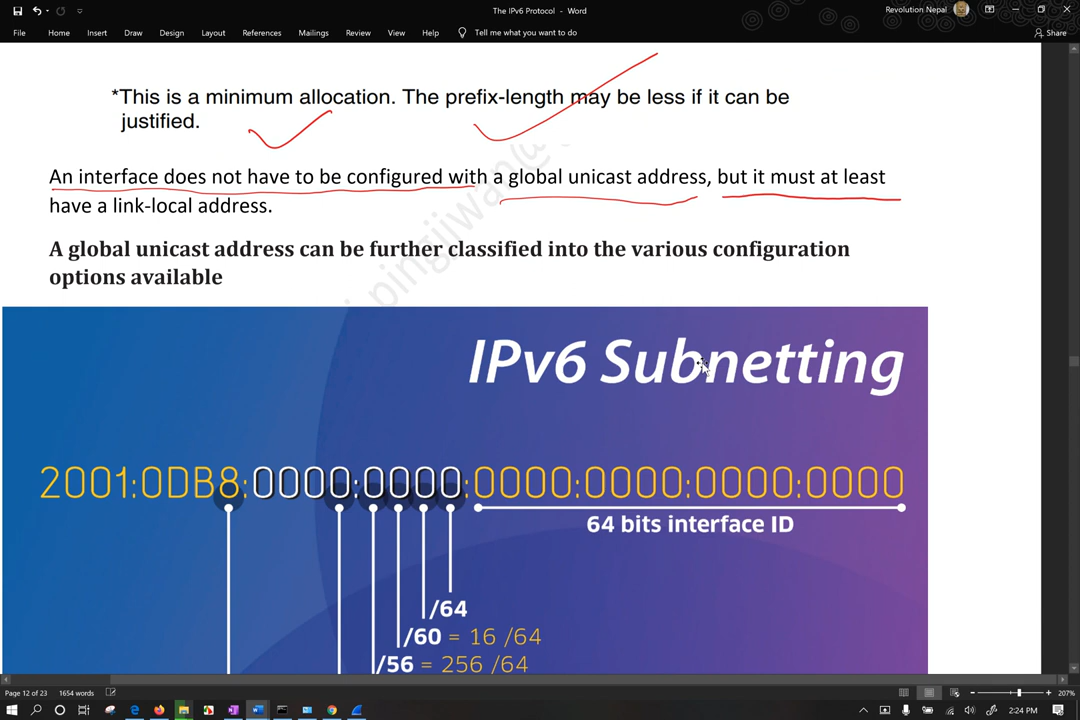 The IPv6 Protocol - Word
Revolution Nepal
File Home Insert Draw Design Layout References Mailings Review View Help Tell me what you want to do Share
*This is a minimum allocation. The prefix-length may be less if it can be
justified.
An interface does not have to be configured with a global unicast address, but it must at least
have a link-local address.
A global unicast address can be further classified into the various configuration
options available
IPv6 Subnetting
2001:0DB8:0000:0000:0000:0000:0000:0000
64 bits interface ID
/64
/60 = 16 /64
/56 = 256 /64
Page 12 of 23 1654 words 207%
2:24 PM